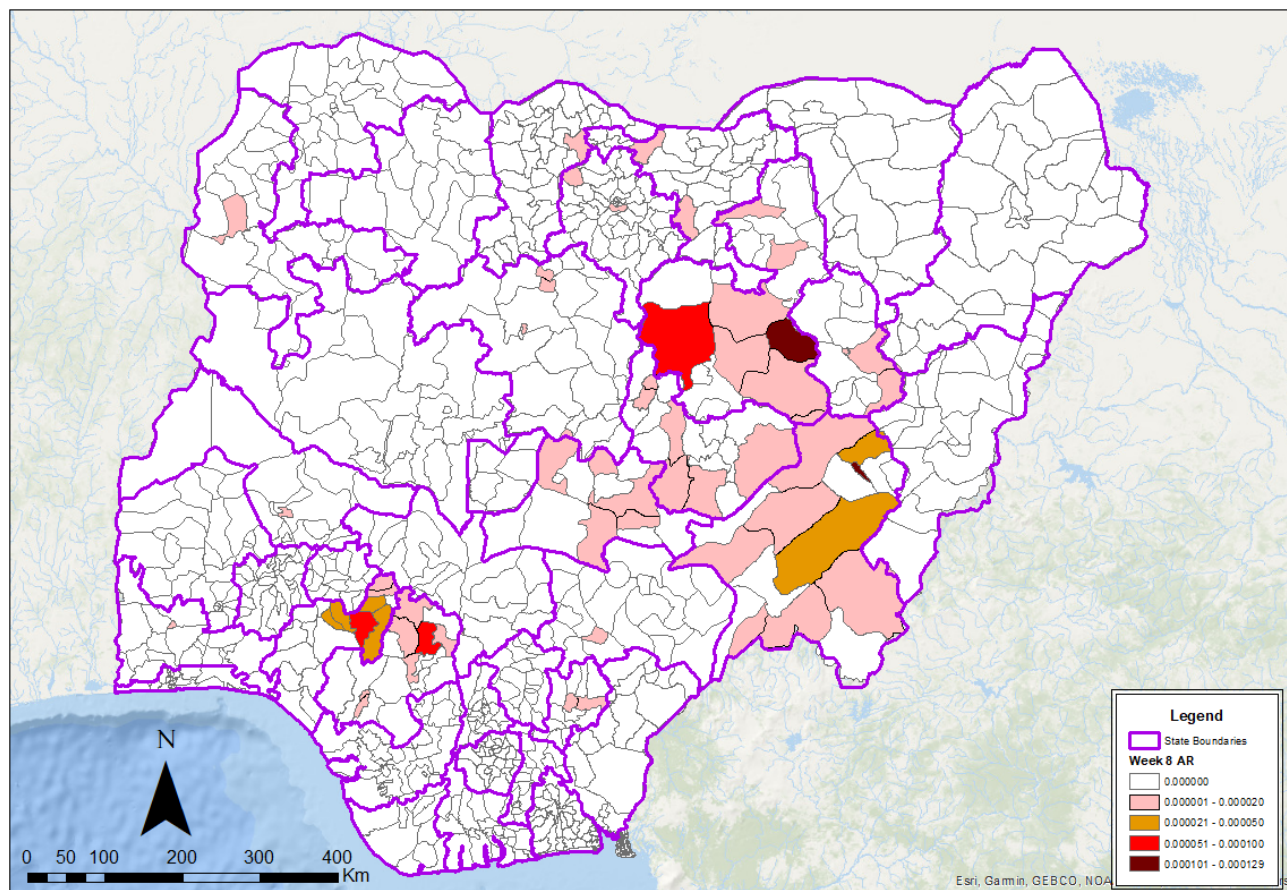 N
0 50 100 200 300 400
Km
Legend
State Boundaries
Week 8 AR
0.000000
0.000001 - 0.000020
0.000021 - 0.000050
0.000051 - 0.000100
0.000101 - 0.000129
Esri, Garmin, GEBCO, NOA